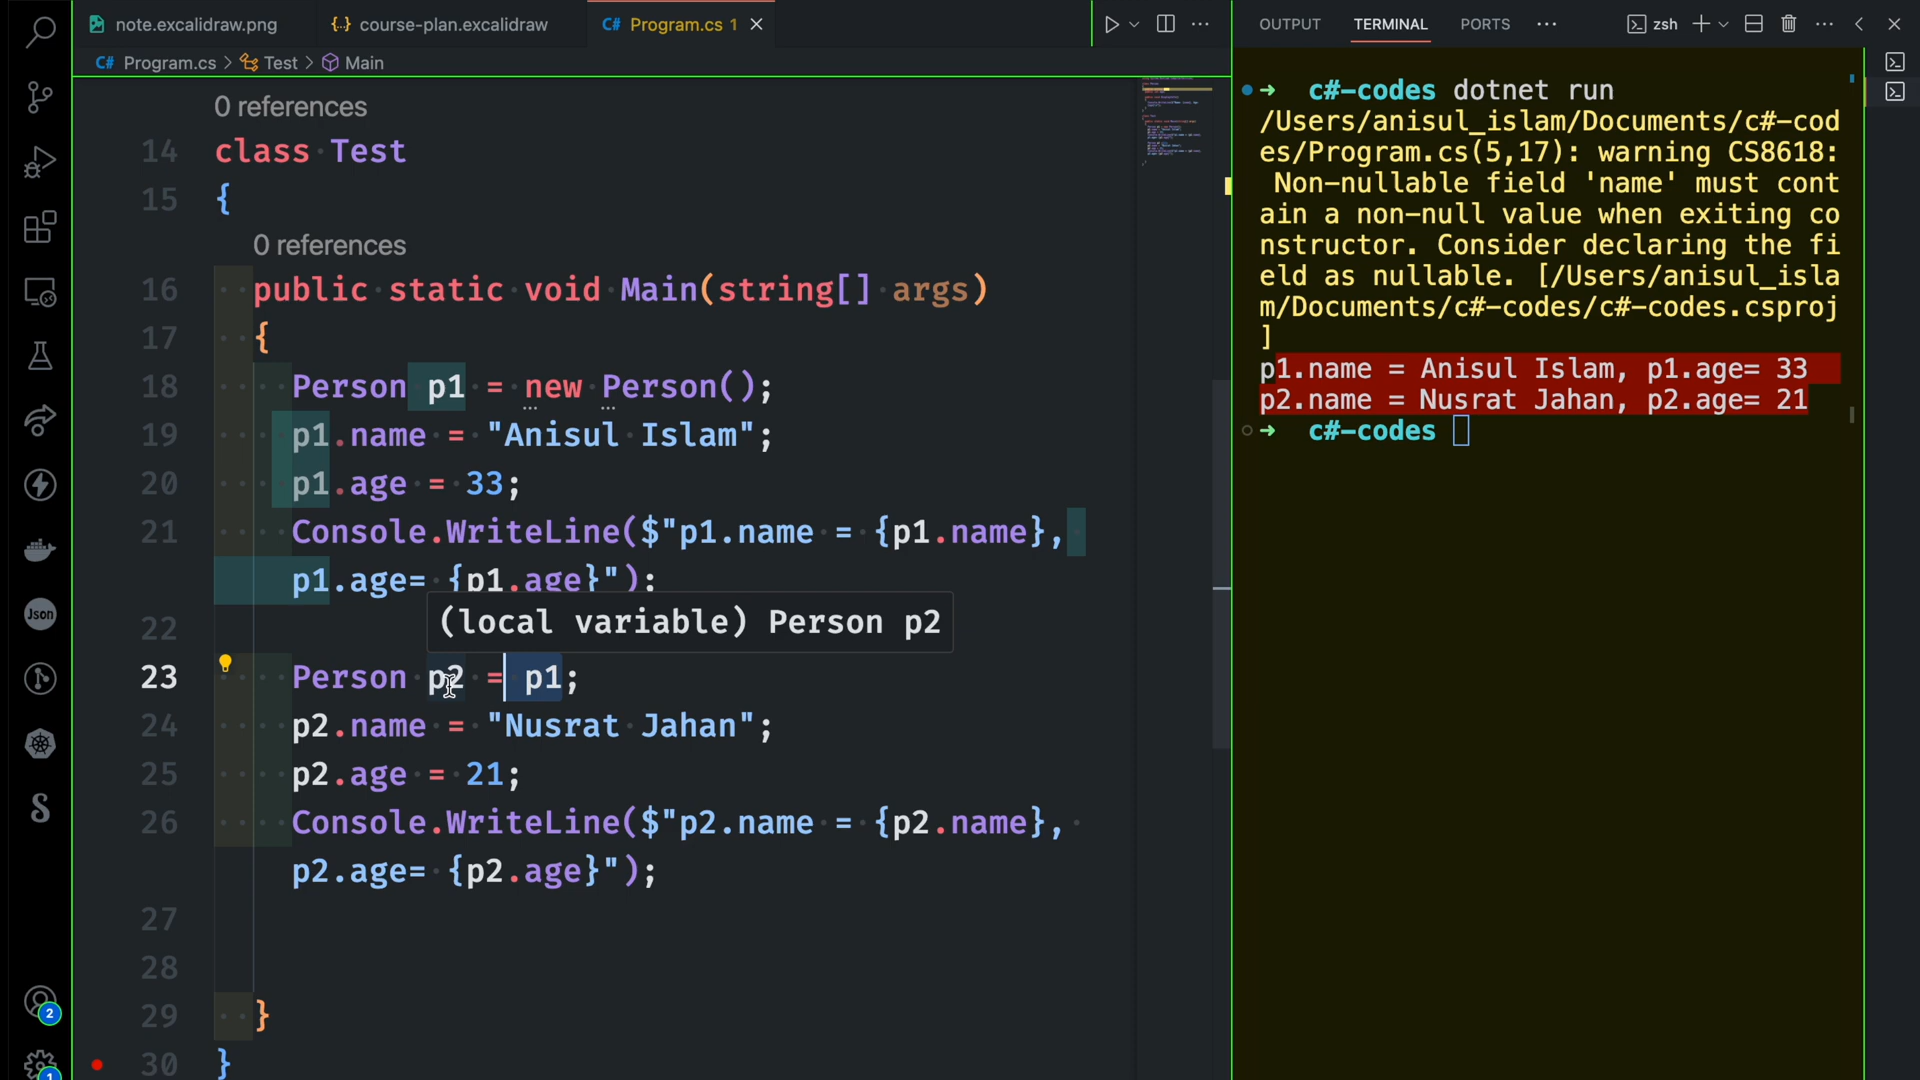 note.excalidraw.png
{} course-plan.excalidraw
C# Program.cs 1
OUTPUT TERMINAL PORTS ··· zsh
C# Program.cs > Test > Main
0 references
14 class Test
15 {
0 references
16 public static void Main(string[] args)
17 {
18 Person p1 = new Person();
19 p1.name = "Anisul Islam";
20 p1.age = 33;
21 Console.WriteLine($"p1.name = {p1.name},
p1.age= {p1.age}");
22
(local variable) Person p2
23 Person p2 = p1;
24 p2.name = "Nusrat Jahan";
25 p2.age = 21;
26 Console.WriteLine($"p2.name = {p2.name},
p2.age= {p2.age}");
27
28
29 }
30 }
Json
2
1
→ c#-codes dotnet run
/Users/anisul_islam/Documents/c#-cod
es/Program.cs(5,17): warning CS8618:
Non-nullable field 'name' must cont
ain a non-null value when exiting co
nstructor. Consider declaring the fi
eld as nullable. [/Users/anisul_isla
m/Documents/c#-codes/c#-codes.csproj
]
p1.name = Anisul Islam, p1.age= 33
p2.name = Nusrat Jahan, p2.age= 21
→ c#-codes